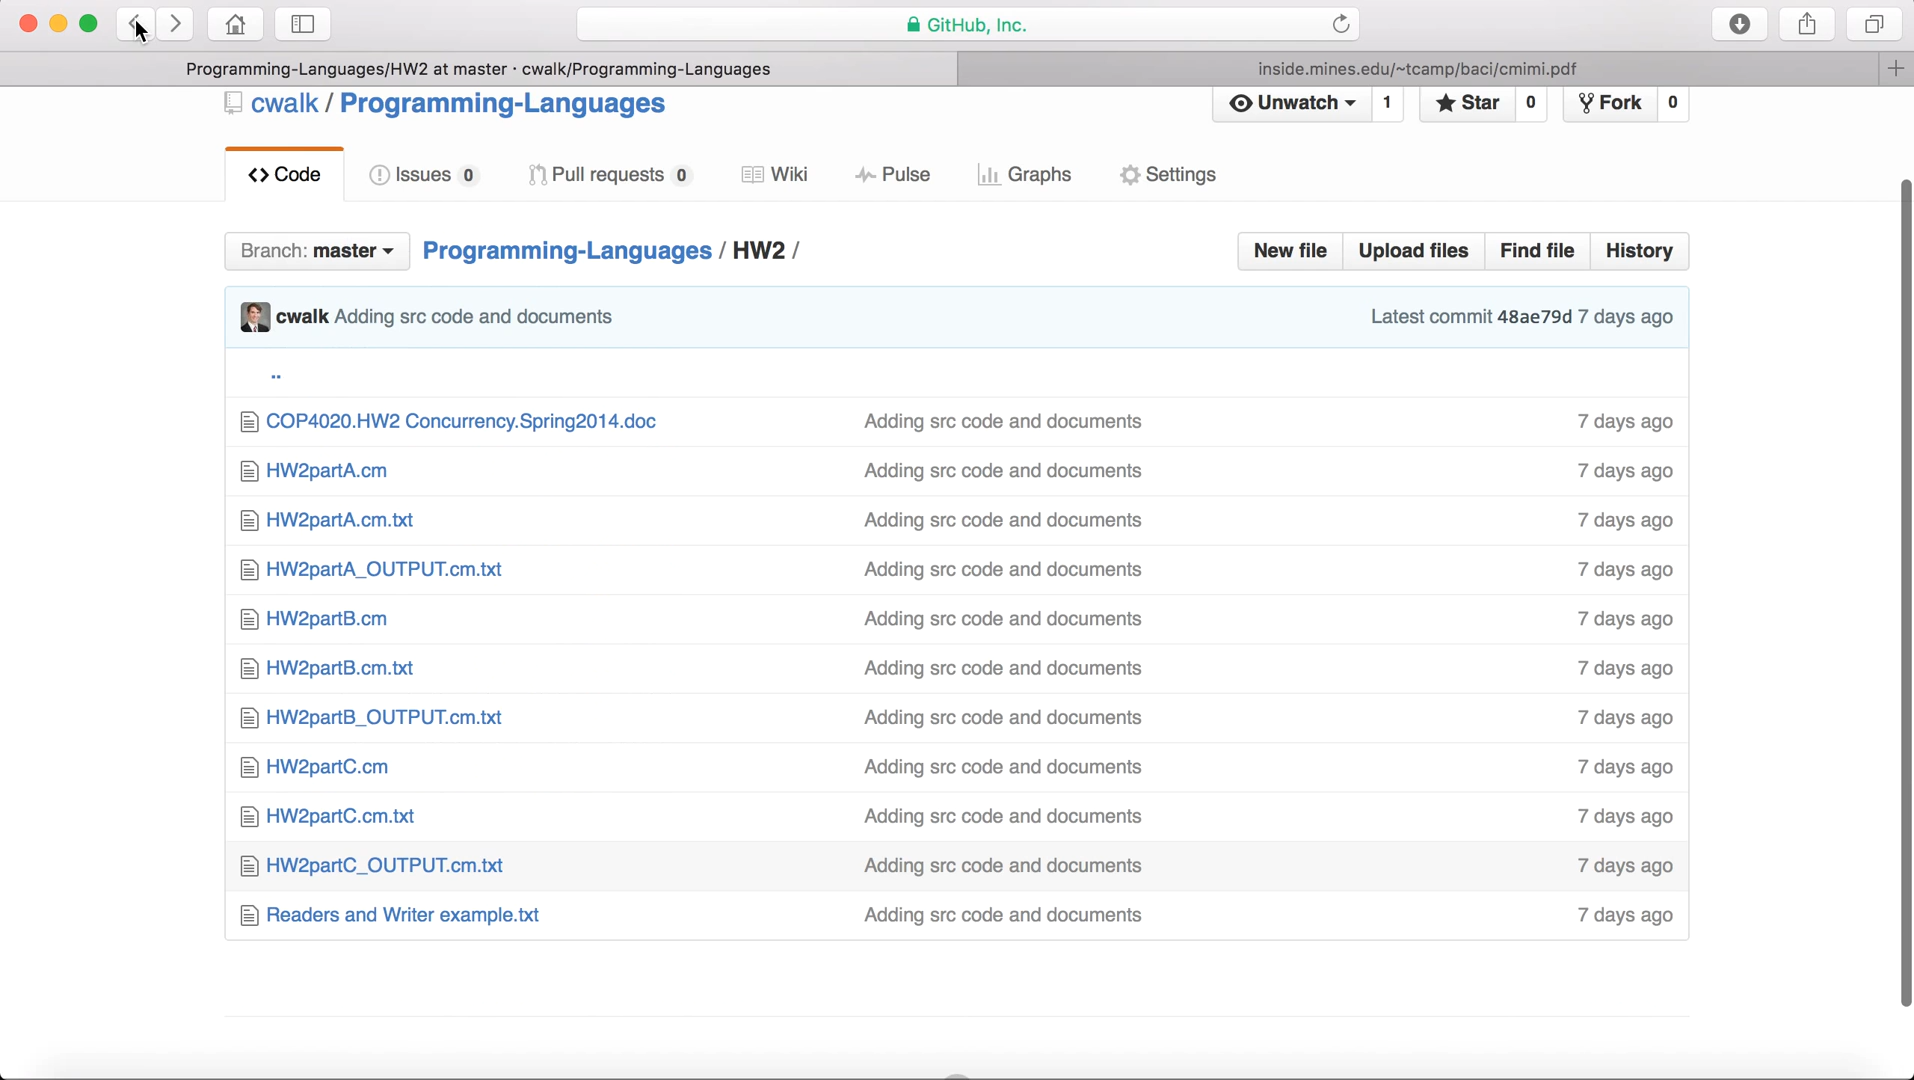 GitHub, Inc.
Programming-Languages/HW2 at master · cwalk/Programming-Languages
inside.mines.edu/~tcamp/baci/cmimi.pdf
cwalk / Programming-Languages
Unwatch 1
Star 0
Fork 0
<> Code
Issues 0
Pull requests 0
Wiki
Pulse
Graphs
Settings
Branch: master
Programming-Languages / HW2 /
New file
Upload files
Find file
History
cwalk Adding src code and documents
Latest commit 48ae79d 7 days ago
..
COP4020.HW2 Concurrency.Spring2014.doc Adding src code and documents 7 days ago
HW2partA.cm Adding src code and documents 7 days ago
HW2partA.cm.txt Adding src code and documents 7 days ago
HW2partA_OUTPUT.cm.txt Adding src code and documents 7 days ago
HW2partB.cm Adding src code and documents 7 days ago
HW2partB.cm.txt Adding src code and documents 7 days ago
HW2partB_OUTPUT.cm.txt Adding src code and documents 7 days ago
HW2partC.cm Adding src code and documents 7 days ago
HW2partC.cm.txt Adding src code and documents 7 days ago
HW2partC_OUTPUT.cm.txt Adding src code and documents 7 days ago
Readers and Writer example.txt Adding src code and documents 7 days ago